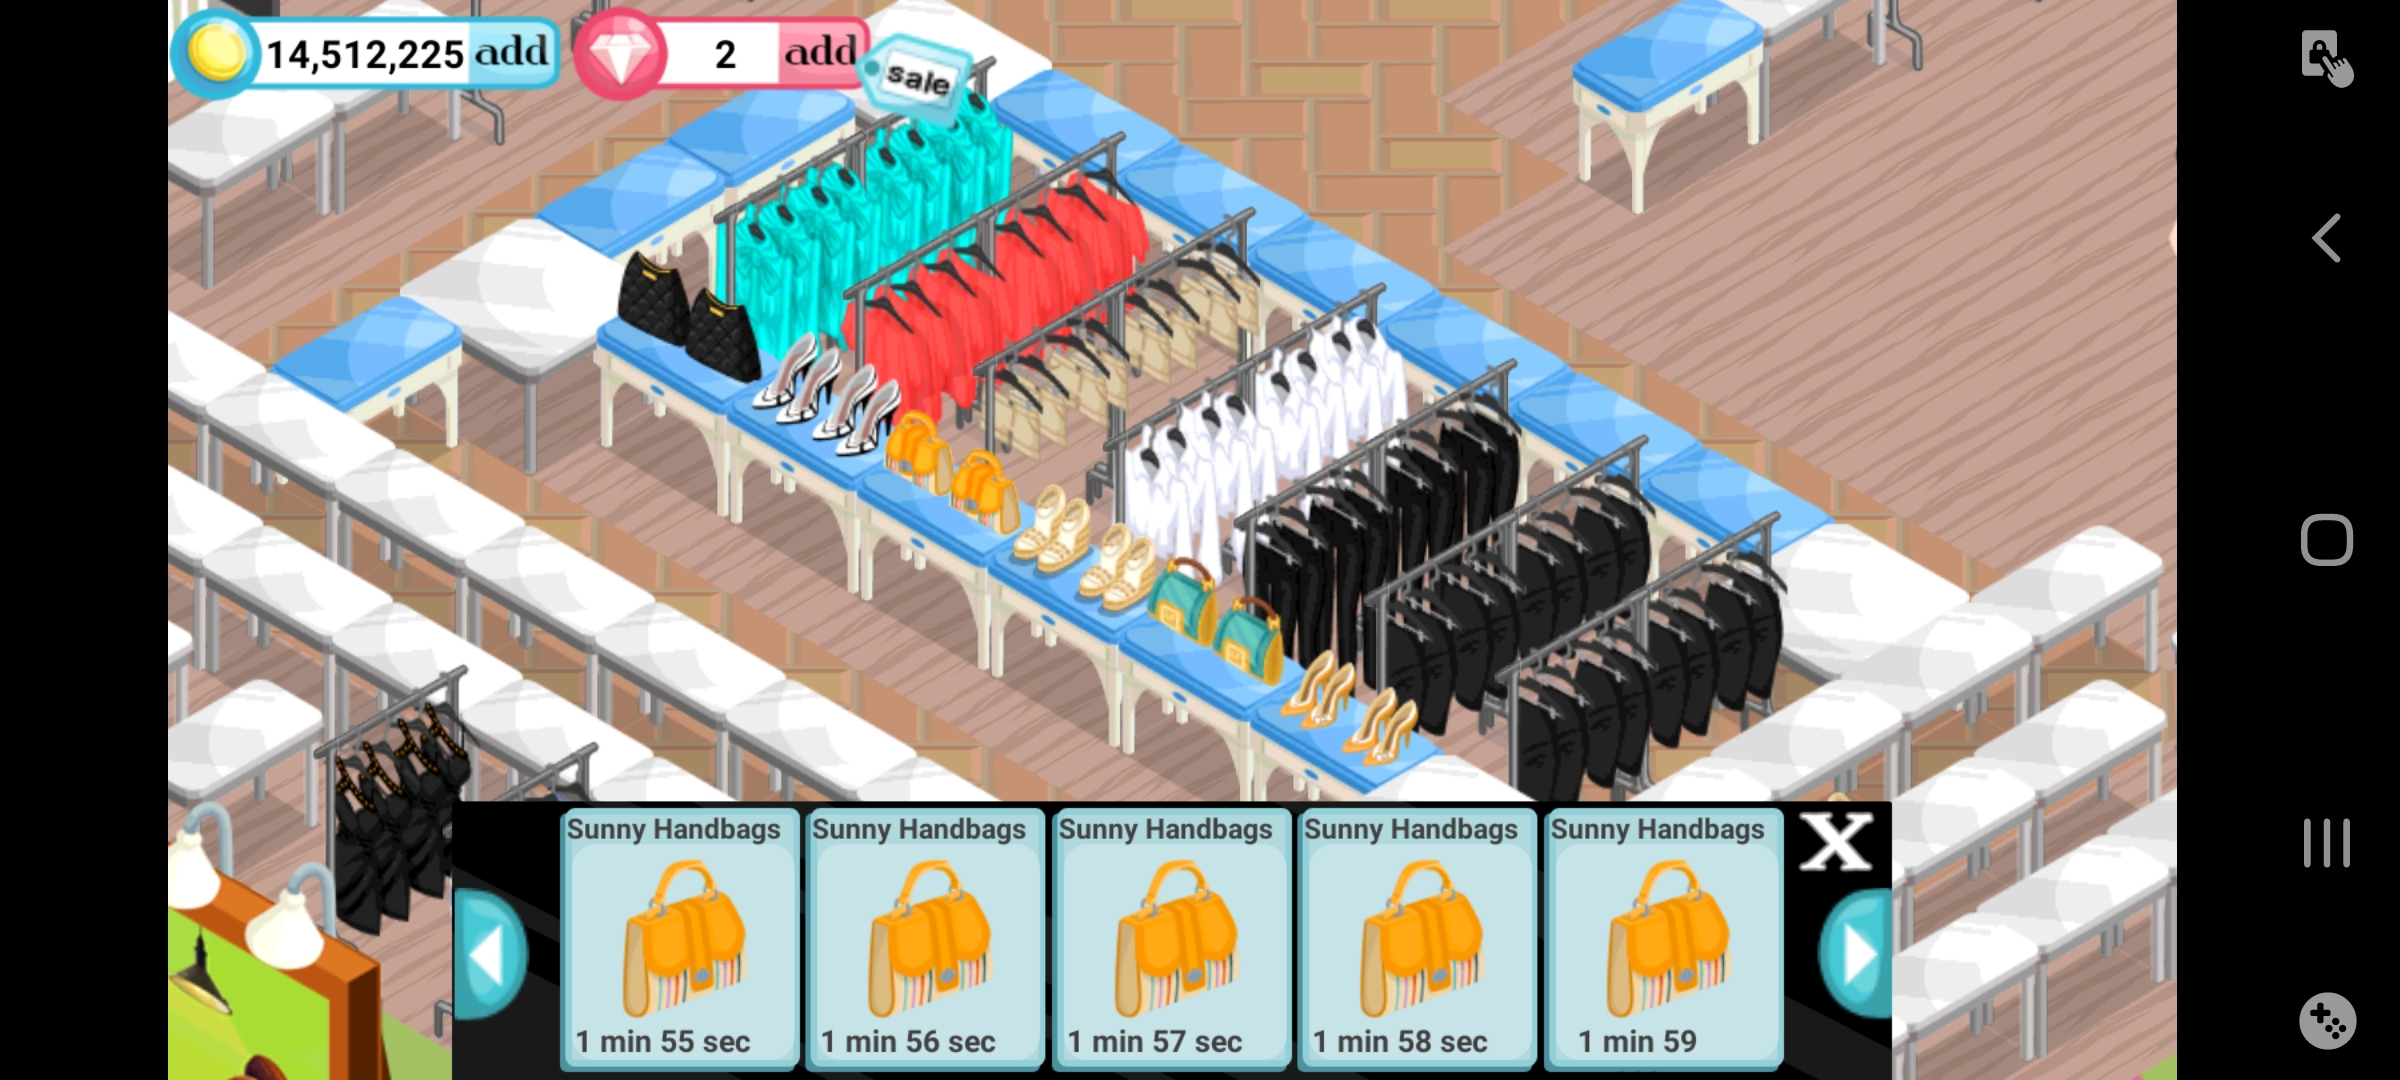 14,512,225 add
2 add
sale
Sunny Handbags
1 min 55 sec
Sunny Handbags
1 min 56 sec
Sunny Handbags
1 min 57 sec
Sunny Handbags
1 min 58 sec
Sunny Handbags
1 min 59
X